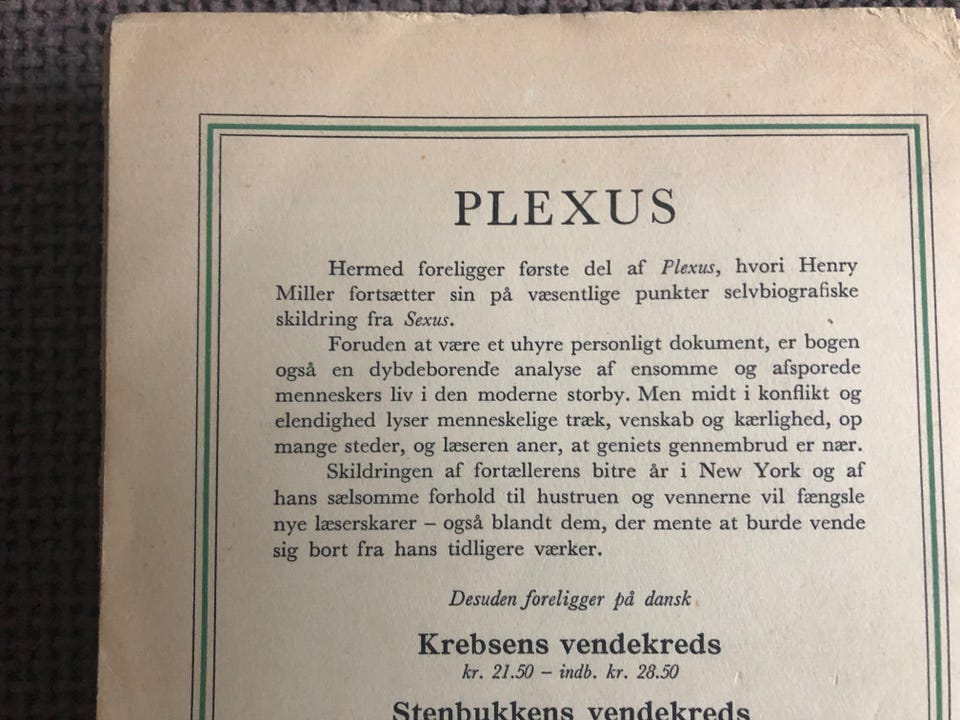 PLEXUS
Hermed foreligger første del af Plexus, hvori Henry
Miller fortsætter sin på væsentlige punkter selvbiografiske
skildring fra Sexus.
Foruden at være et uhyre personligt dokument, er bogen
også en dybdeborende analyse af ensomme og afsporede
menneskers liv i den moderne storby. Men midt i konflikt og
elendighed lyser menneskelige træk, venskab og kærlighed, op
mange steder, og læseren aner, at geniets gennembrud er nær.
Skildringen af fortællerens bitre år i New York og af
hans sælsomme forhold til hustruen og vennerne vil fængsle
nye læserskarer – også blandt dem, der mente at burde vende
sig bort fra hans tidligere værker.
Desuden foreligger på dansk
Krebsens vendekreds
kr. 21.50 – indb. kr. 28.50
Stenbukkens vendekreds